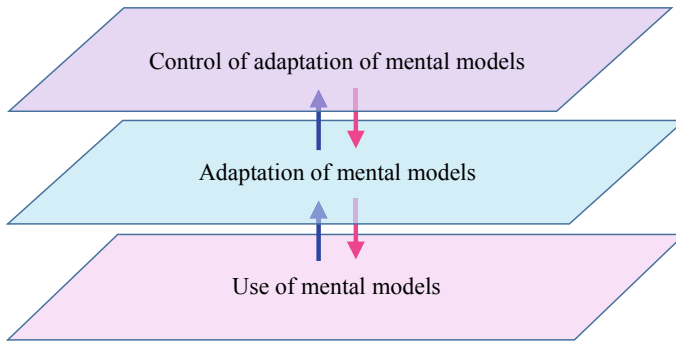 Control of adaptation of mental models
Adaptation of mental models
Use of mental models